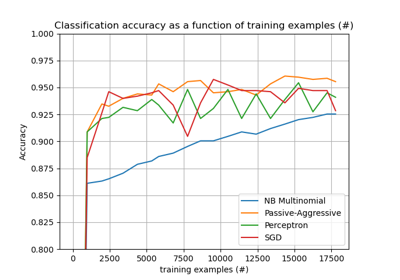 Classification accuracy as a function of training examples (#)
1.000
0.975
0.950
0.925
0.900
0.875
0.850
0.825
0.800
Accuracy
NB Multinomial
Passive-Aggressive
Perceptron
SGD
0 2500 5000 7500 10000 12500 15000 17500
training examples (#)